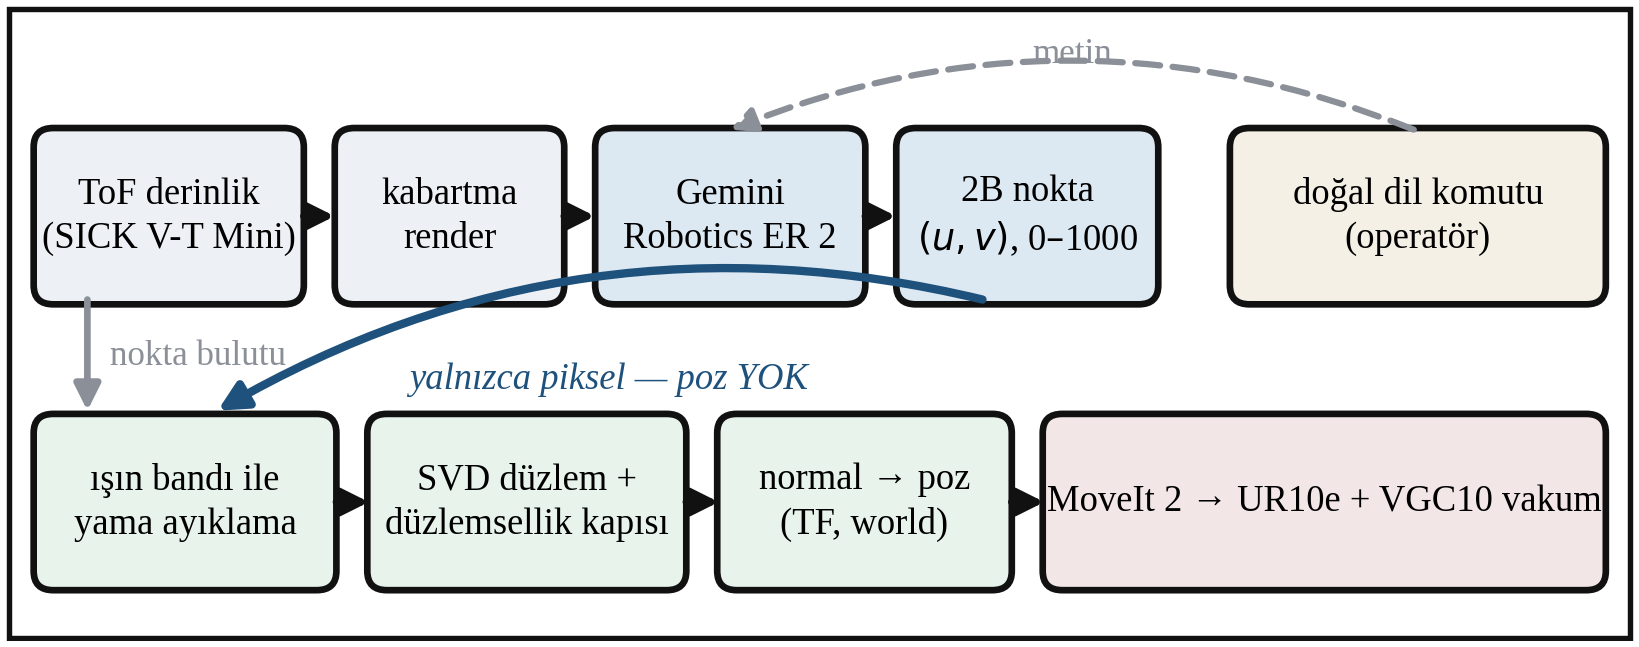 metin
ToF derinlik
(SICK V-T Mini)
kabartma
render
Gemini
Robotics ER 2
2B nokta
(u, v), 0–1000
doğal dil komutu
(operatör)
nokta bulutu
yalnızca piksel — poz YOK
ışın bandı ile
yama ayıklama
SVD düzlem +
düzlemsellik kapısı
normal → poz
(TF, world)
MoveIt 2 → UR10e + VGC10 vakum